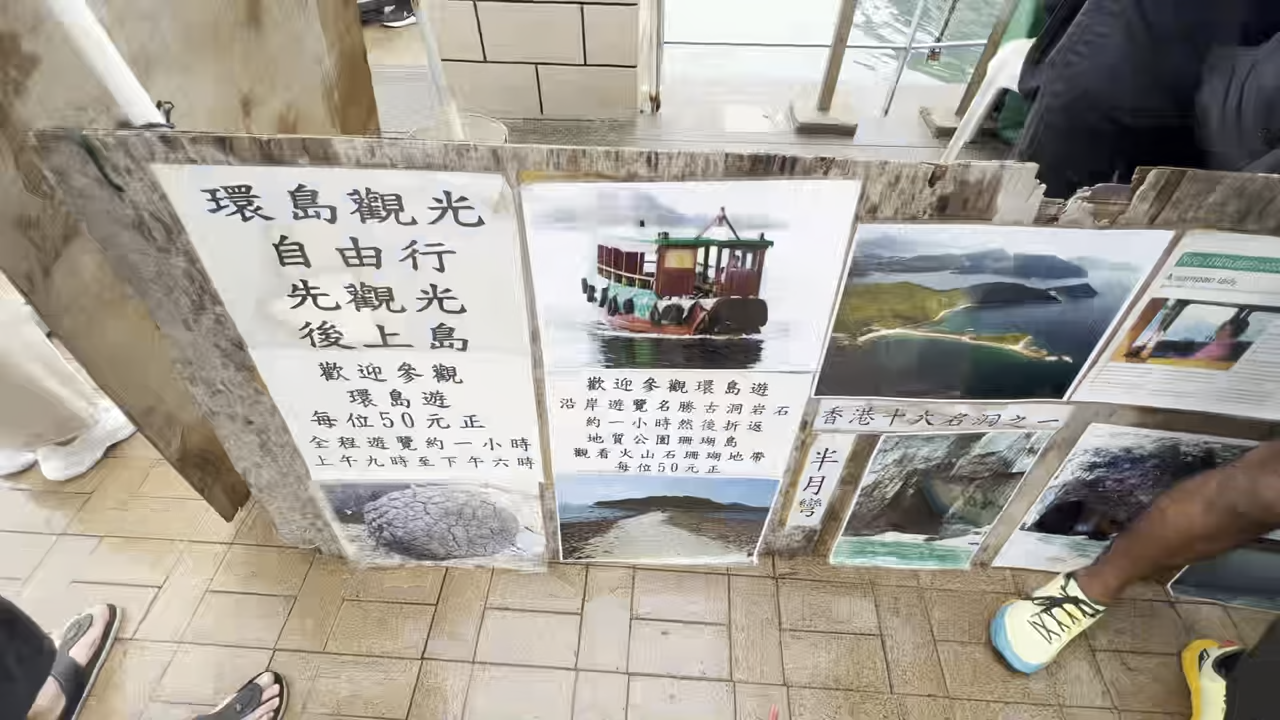 環島觀光
自由行
先觀光
後上島
歡迎參觀
環島遊
每位50元正
全程遊覽約一小時
上午九時至下午六時
歡迎參觀環島遊
沿岸遊覽名勝古洞岩石
約一小時然後折返
地質公園珊瑚島
觀看火山石珊瑚地帶
每位50元正
香港十大名洞之一
半月彎
A sampan lady